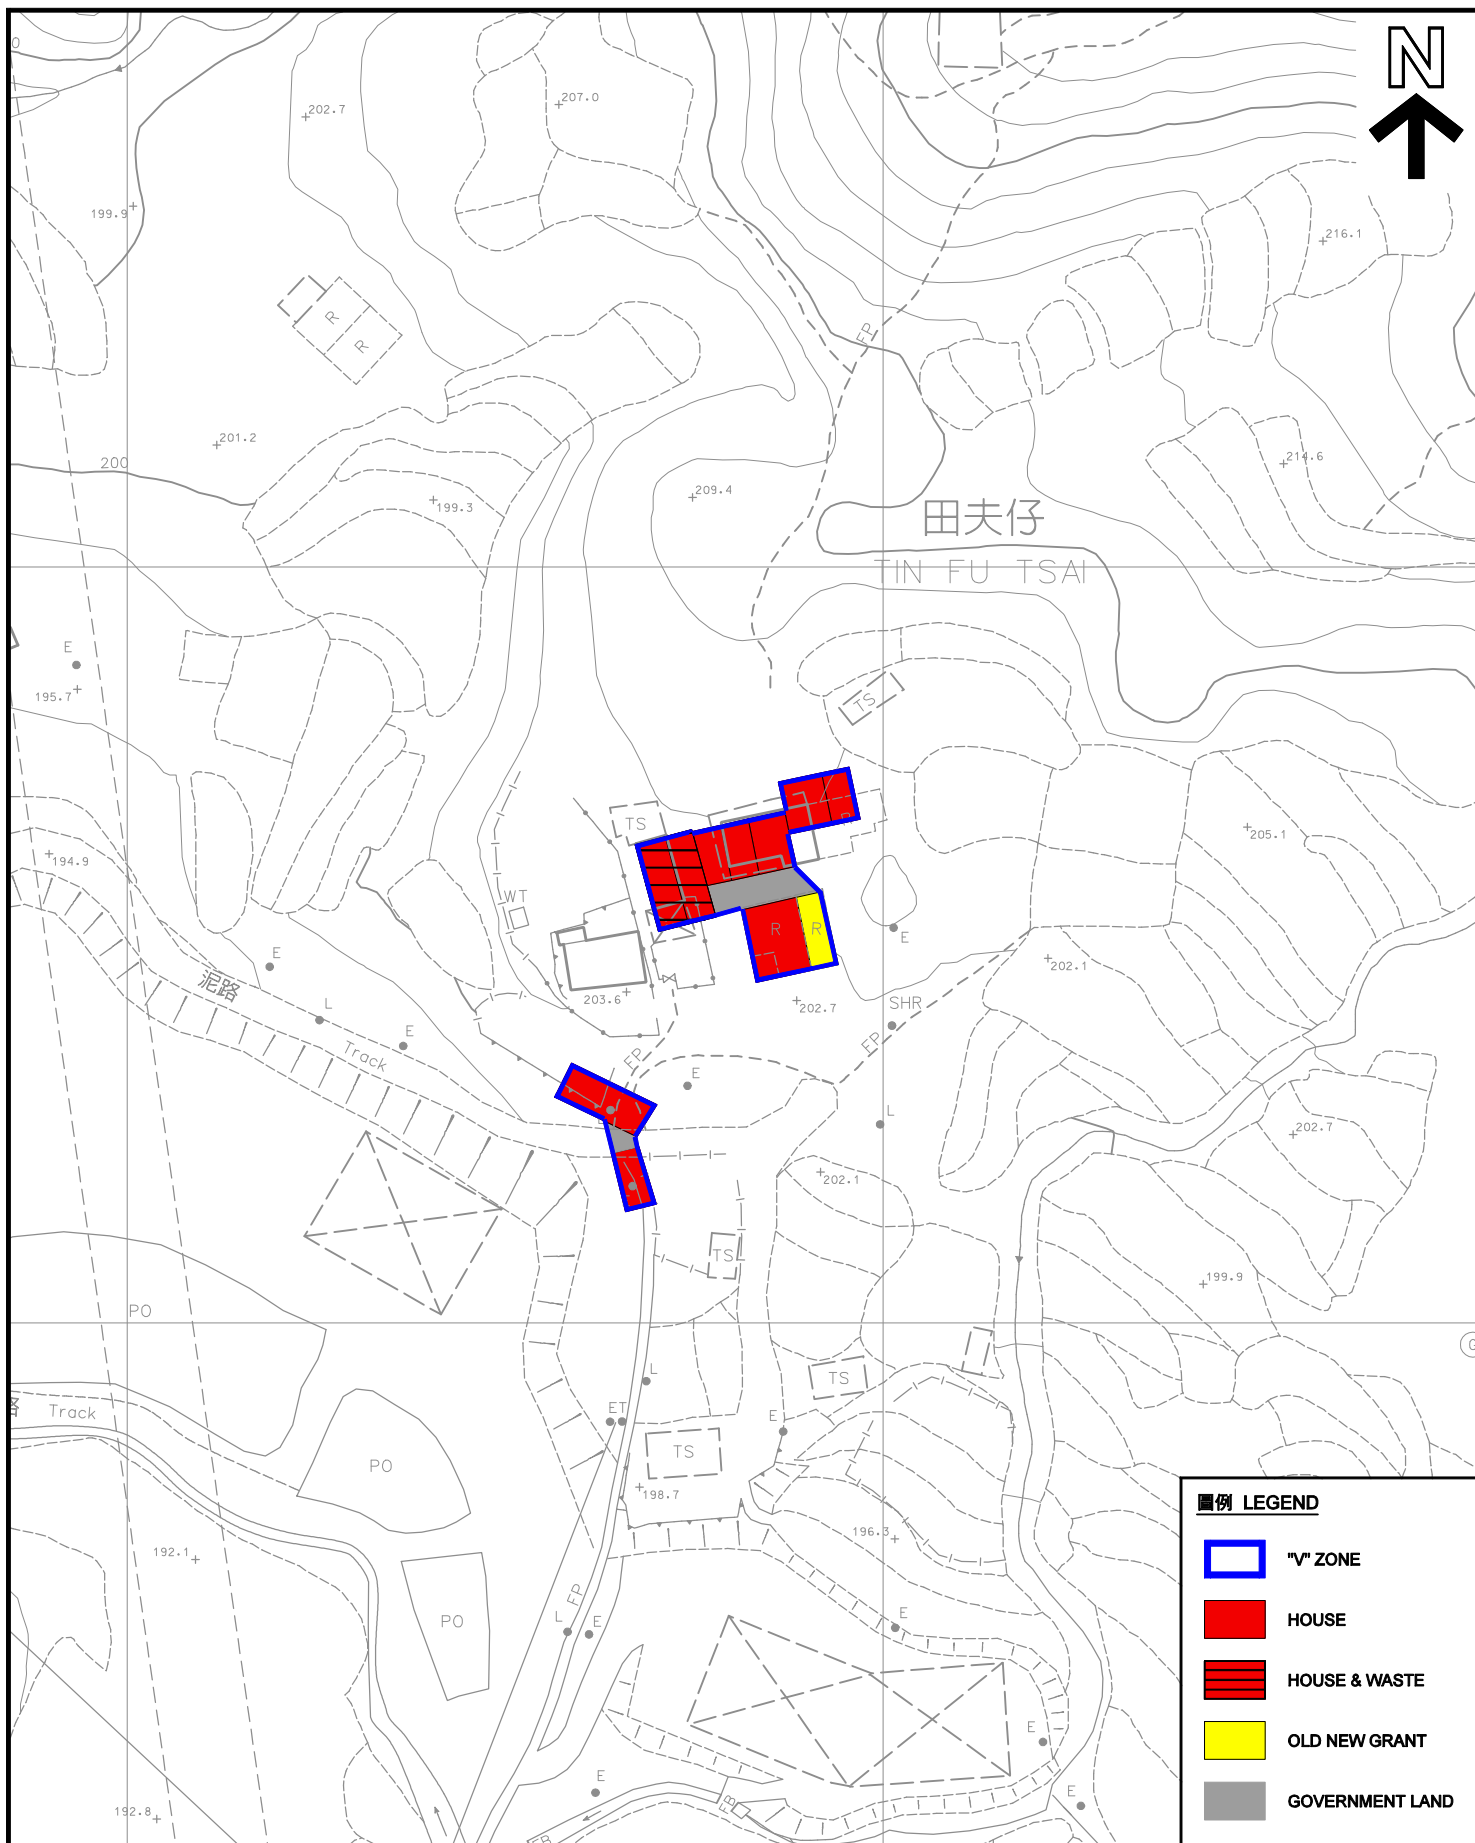 0
N
207.0
202.7
199.9
216.1
FP
R
R
201.2
200
214.6
209.4
199.3
田夫仔
TIN FU TSAI
E
195.7
TS
TS
205.1
194.9
R
WT
R
R
E
E
202.1
泥路
203.6
202.7
SHR
L
E
Track
FP
FP
E
L
L
202.7
202.1
TS
199.9
PO
G
TS
L
路 Track
ET
E
TS
PO
198.7
196.3
192.1
FP
PO
L
E
E
E
E
E
192.8
FB
FB
圖例 LEGEND
"V" ZONE
HOUSE
HOUSE & WASTE
OLD NEW GRANT
GOVERNMENT LAND